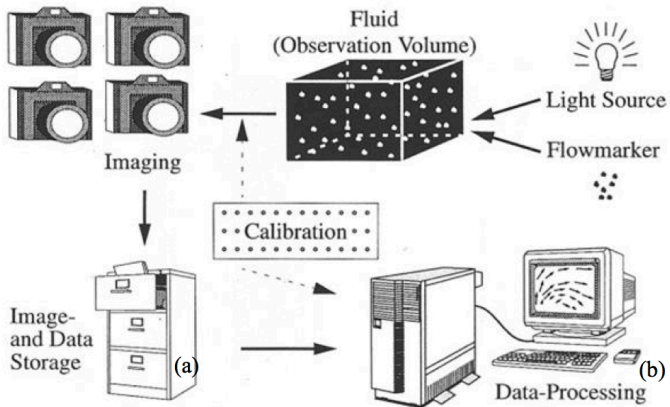 Fluid
(Observation Volume)
Light Source
Imaging
Flowmarker
Calibration
Image-
and Data
Storage
(a)
(b)
Data-Processing